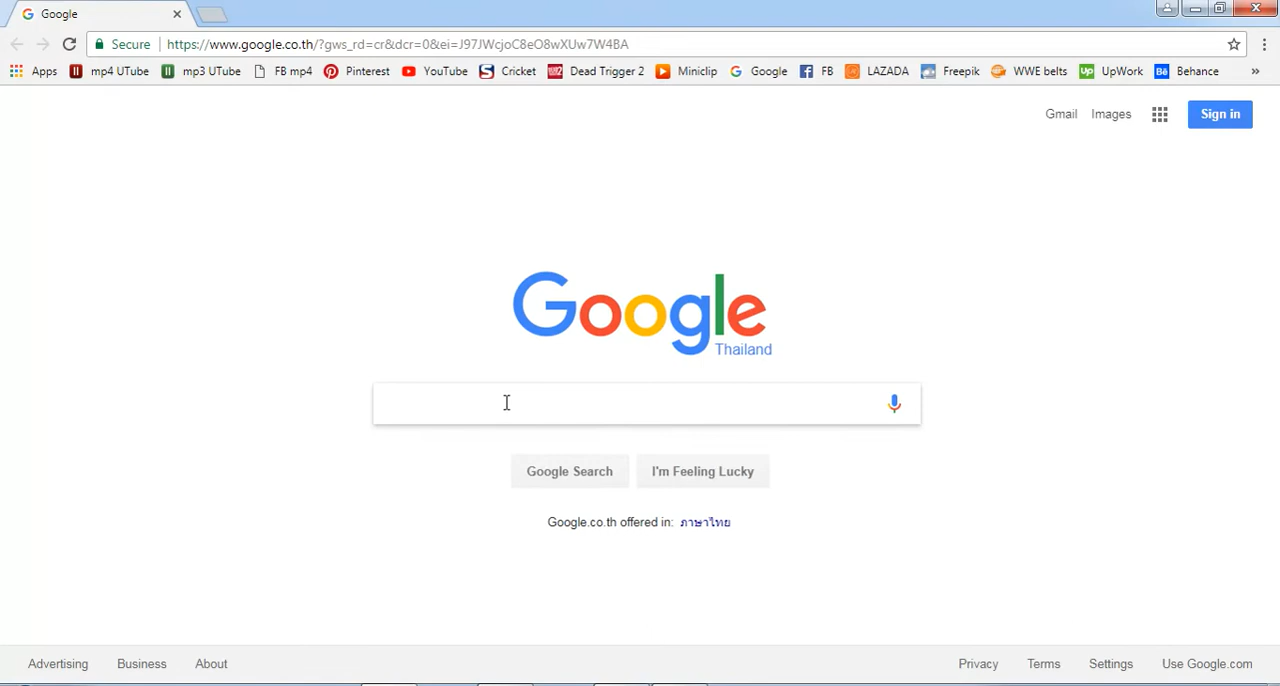 Google
Secure https://www.google.co.th/?gws_rd=cr&dcr=0&ei=J97JWcjoC8eO8wXUw7W4BA
Apps mp4 UTube mp3 UTube FB mp4 Pinterest YouTube Cricket Dead Trigger 2 Miniclip Google FB LAZADA Freepik WWE belts Up UpWork Bē Behance »
Gmail Images Sign in
Google
Thailand
Google Search I'm Feeling Lucky
Google.co.th offered in: ภาษาไทย
Advertising Business About Privacy Terms Settings Use Google.com